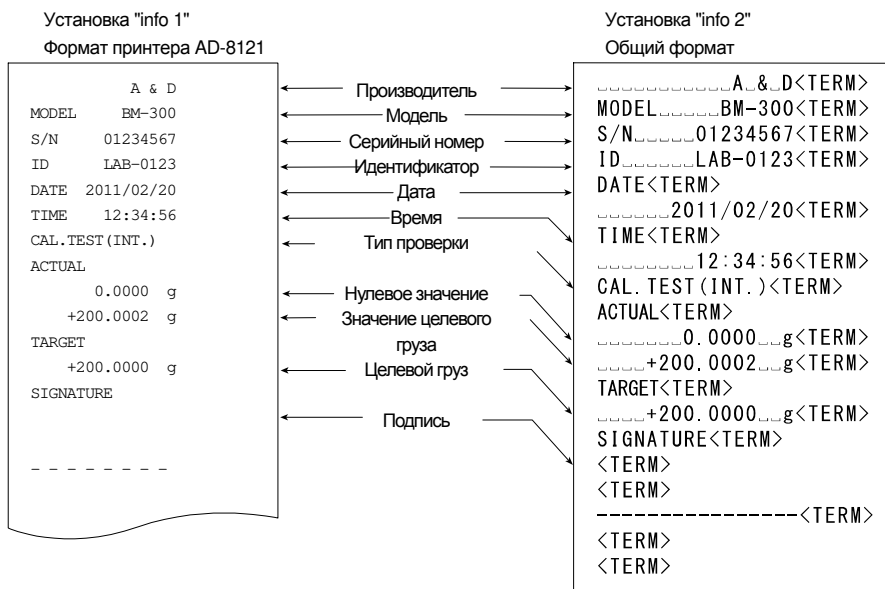 Установка "info 1"
Формат принтера AD-8121
A & D
MODEL BM-300
S/N 01234567
ID LAB-0123
DATE 2011/02/20
TIME 12:34:56
CAL.TEST(INT.)
ACTUAL
0.0000 g
+200.0002 g
TARGET
+200.0000 g
SIGNATURE
- - - - - - - -
Производитель
Модель
Серийный номер
Идентификатор
Дата
Время
Тип проверки
Нулевое значение
Значение целевого
груза
Целевой груз
Подпись
Установка "info 2"
Общий формат
␣␣␣␣␣␣␣␣␣␣␣A␣&␣D<TERM>
MODEL␣␣␣␣␣BM-300<TERM>
S/N␣␣␣␣␣01234567<TERM>
ID␣␣␣␣␣␣LAB-0123<TERM>
DATE<TERM>
␣␣␣␣␣␣2011/02/20<TERM>
TIME<TERM>
␣␣␣␣␣␣␣␣12:34:56<TERM>
CAL.TEST(INT.)<TERM>
ACTUAL<TERM>
␣␣␣␣␣␣␣0.0000␣␣g<TERM>
␣␣␣␣+200.0002␣␣g<TERM>
TARGET<TERM>
␣␣␣␣+200.0000␣␣g<TERM>
SIGNATURE<TERM>
<TERM>
<TERM>
----------------<TERM>
<TERM>
<TERM>